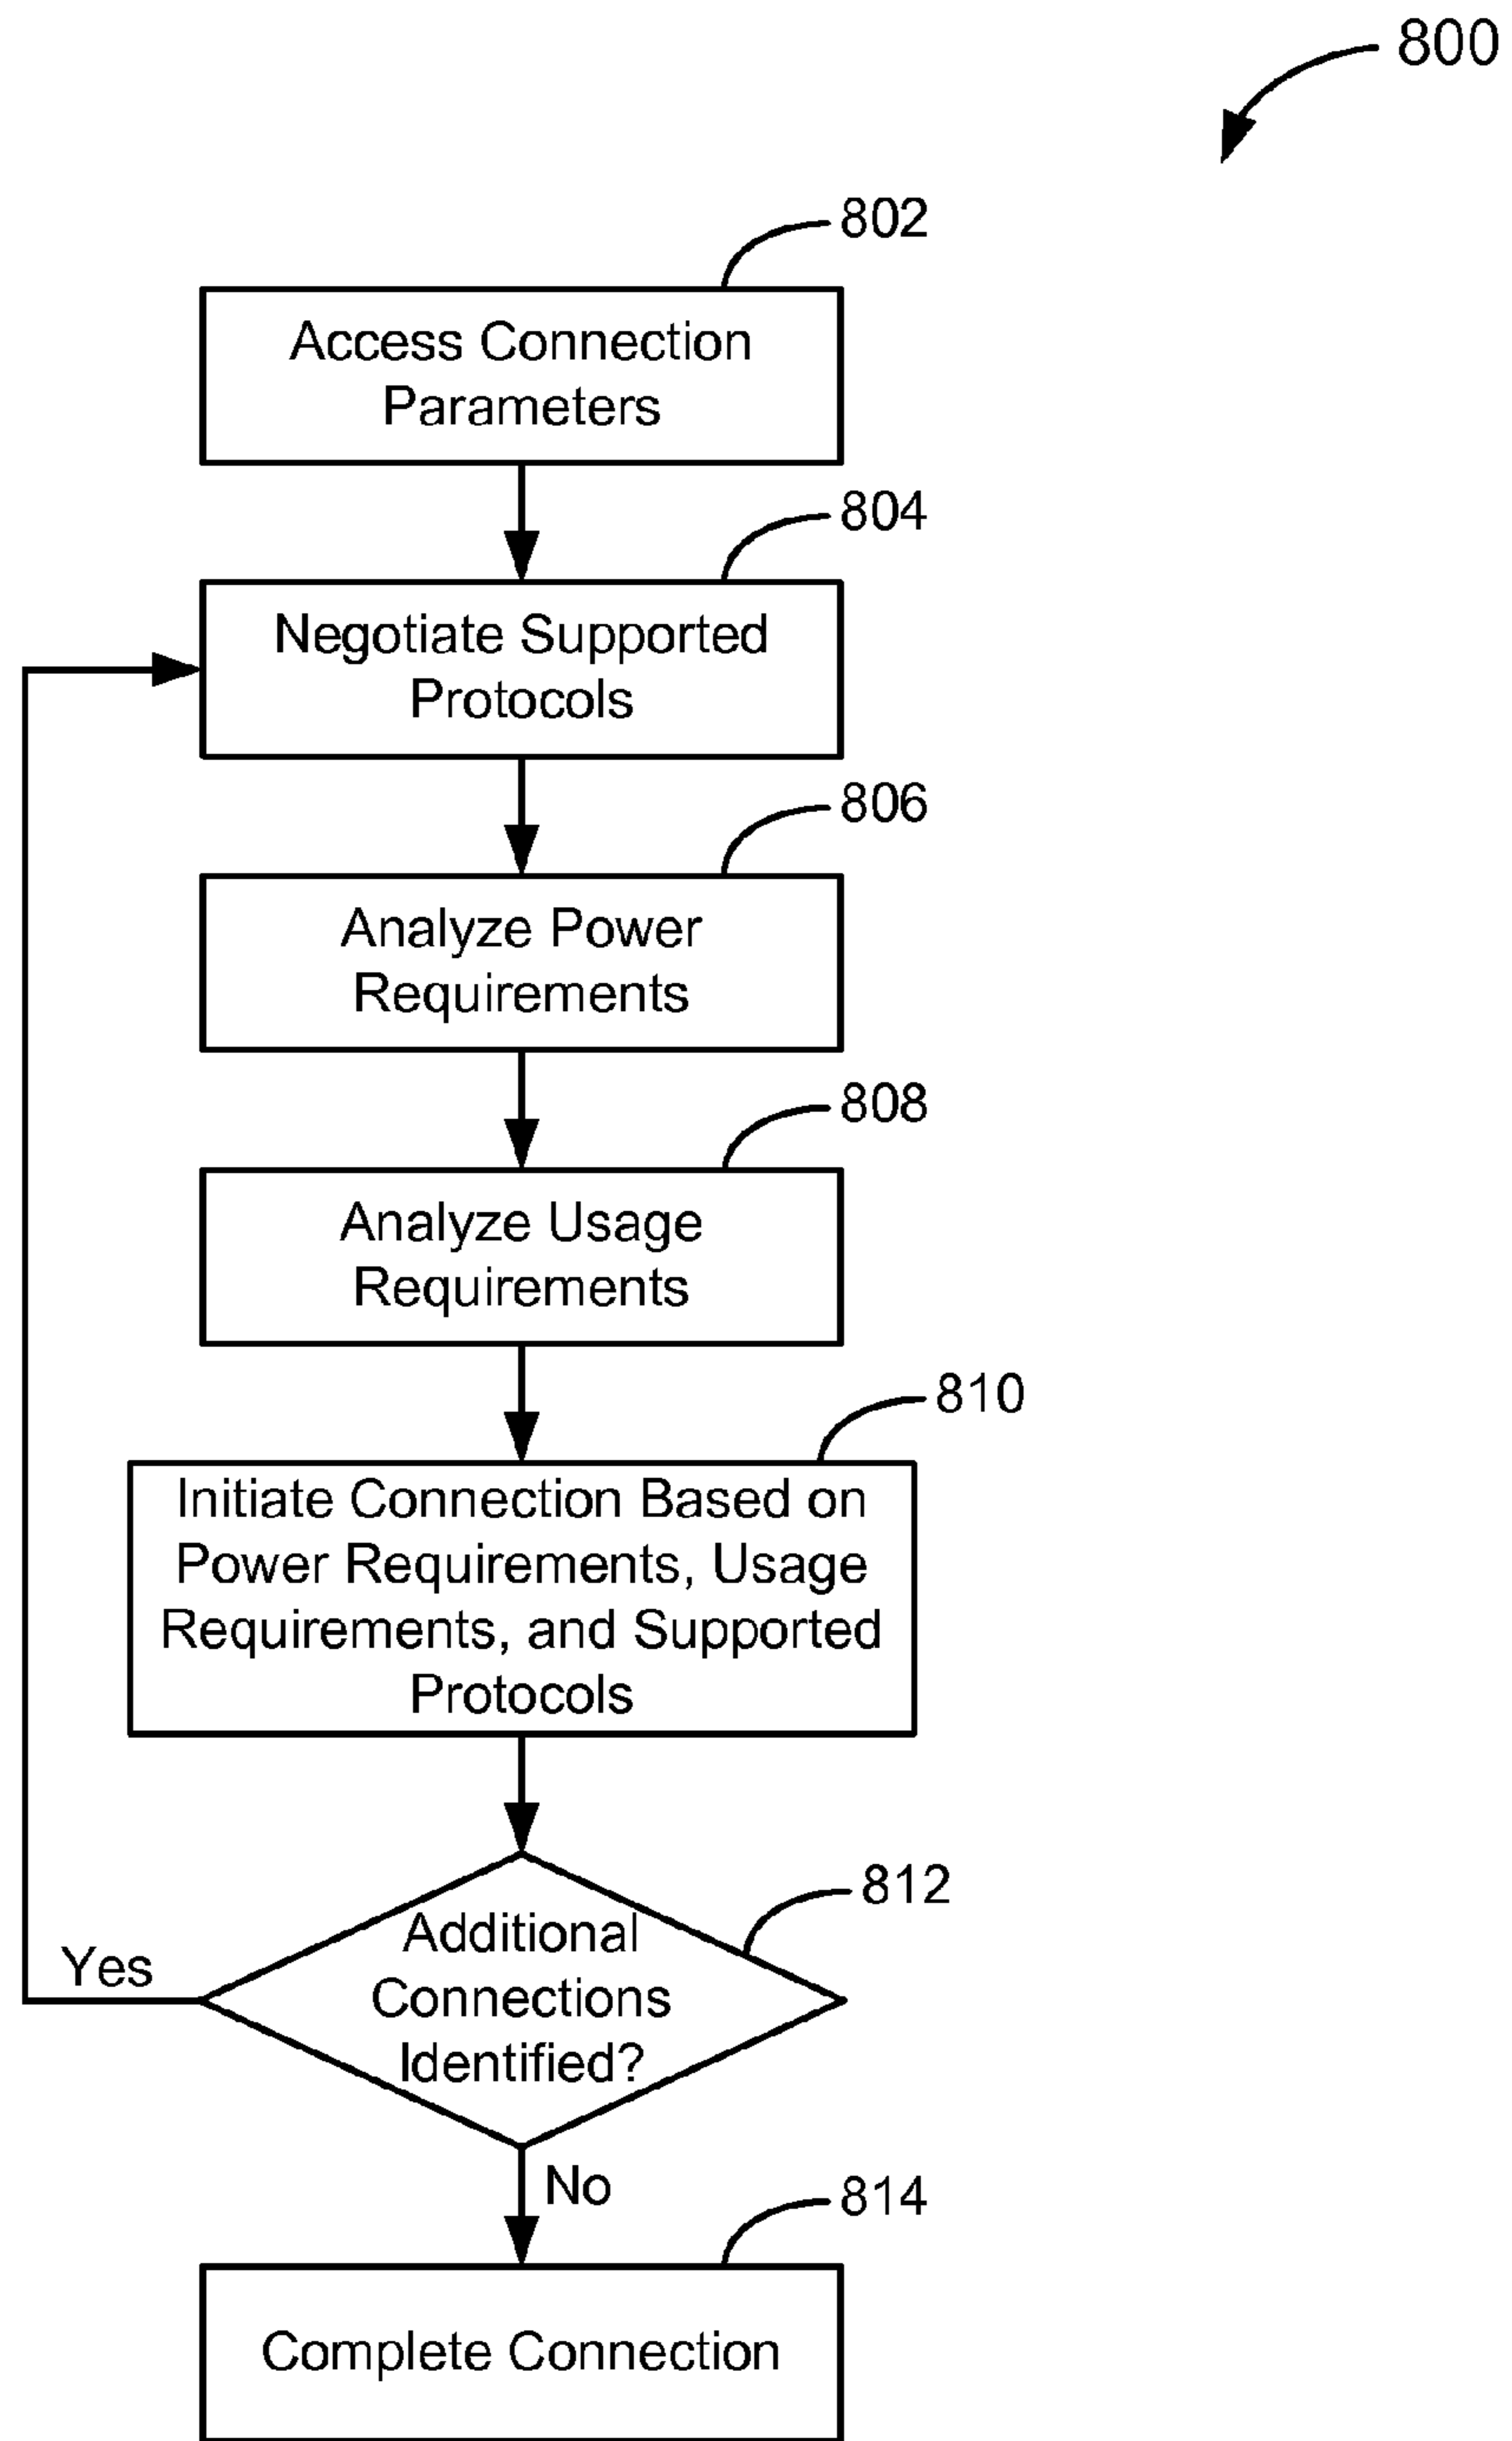 800
802
Access Connection
Parameters
804
Negotiate Supported
Protocols
806
Analyze Power
Requirements
808
Analyze Usage
Requirements
810
Initiate Connection Based on
Power Requirements, Usage
Requirements, and Supported
Protocols
812
Additional
Connections
Identified?
Yes
No
814
Complete Connection